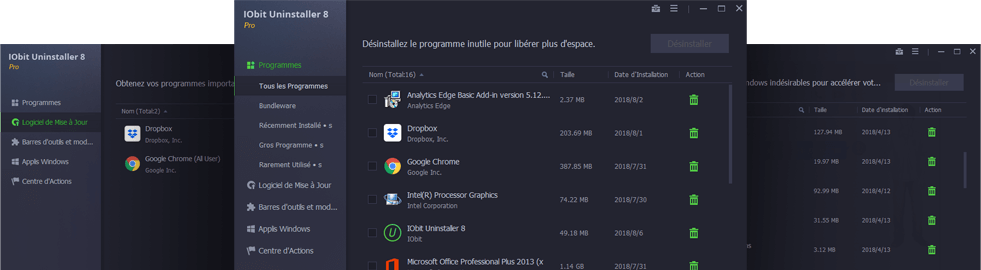 IObit Uninstaller 8
Pro
Programmes
Logiciel de Mise à Jour
Barres d'outils et mod...
Applis Windows
Centre d'Actions
Obtenez vos programmes importa
Nom (Total:2)
Dropbox
Dropbox, Inc.
Google Chrome (All User)
Google Inc.
IObit Uninstaller 8
Pro
Programmes
Tous les Programmes
Bundleware
Récemment Installé • s
Gros Programme • s
Rarement Utilisé • s
Logiciel de Mise à Jour
Barres d'outils et mod...
Applis Windows
Centre d'Actions
Désinstallez le programme inutile pour libérer plus d'espace.
Désinstaller
Nom (Total:16) Taille Date d'Installation Action
Analytics Edge Basic Add-in version 5.12.... 2.37 MB 2018/8/2
Analytics Edge
Dropbox 203.69 MB 2018/8/1
Dropbox, Inc.
Google Chrome 387.85 MB 2018/7/31
Google Inc.
Intel(R) Processor Graphics 74.22 MB 2018/7/30
Intel Corporation
IObit Uninstaller 8 49.18 MB 2018/8/6
IObit
Microsoft Office Professional Plus 2013 (x 1.14 GB 2018/7/31
ndows indésirables pour accélérer vot...
Désinstaller
Taille Date d'Installation Action
127.94 MB 2018/4/13
19.97 MB 2018/4/13
92.99 MB 2018/4/12
31.55 MB 2018/4/13
3.12 MB 2018/4/13